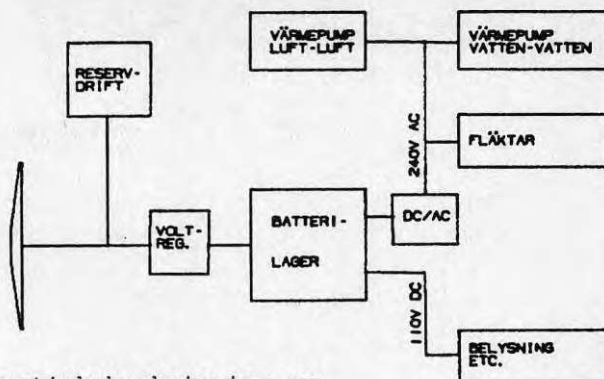 VÄRMEPUMP
LUFT-LUFT
VÄRMEPUMP
VATTEN-VATTEN
RESERV-
DRIFT
240V AC
FLÄKTAR
VOLT-
REG.
BATTERI-
LAGER
DC/AC
110V DC
BELYSNING
ETC.